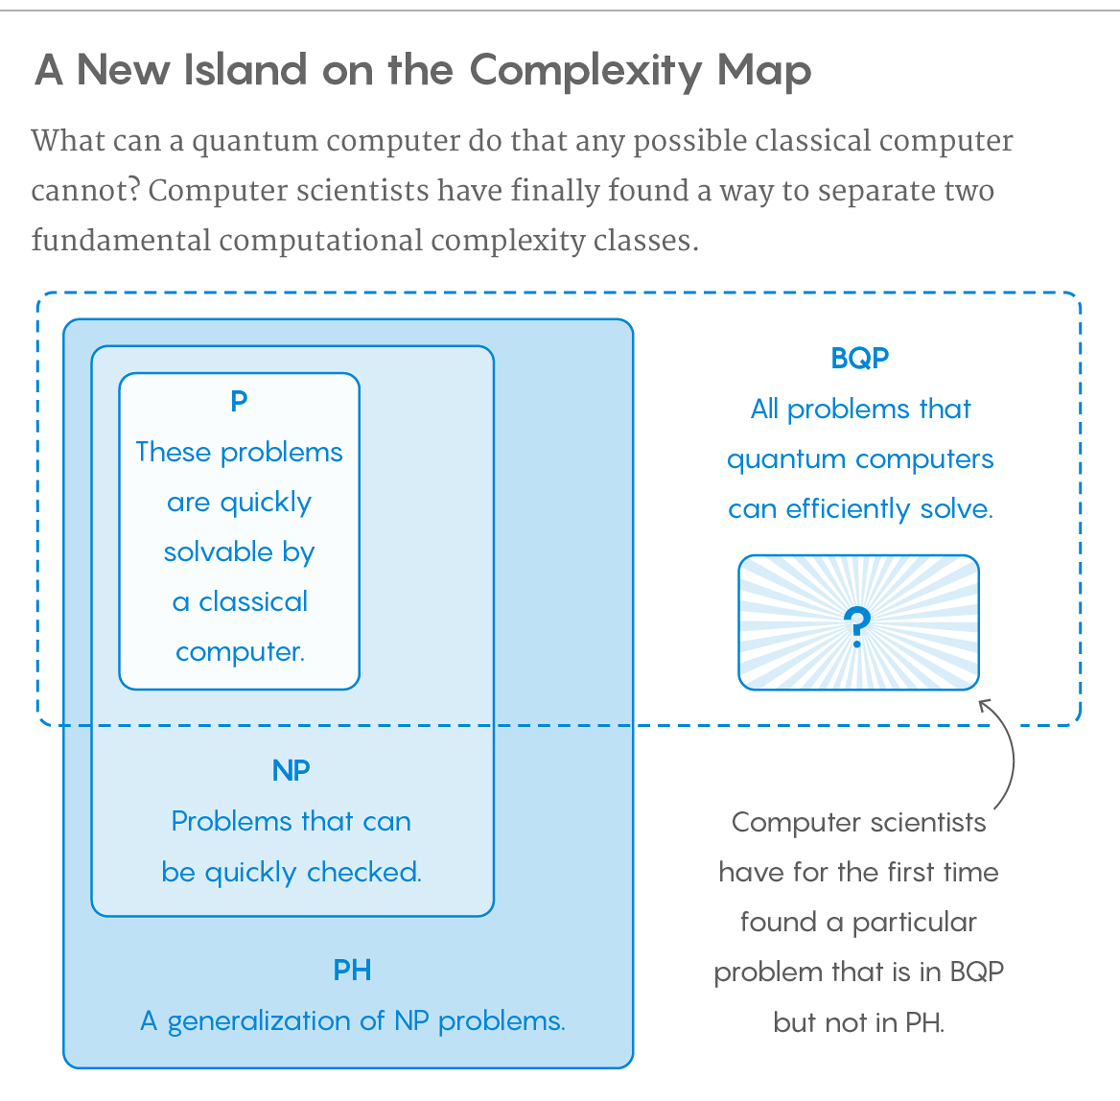 A New Island on the Complexity Map
What can a quantum computer do that any possible classical computer
cannot? Computer scientists have finally found a way to separate two
fundamental computational complexity classes.
P
These problems
are quickly
solvable by
a classical
computer.
BQP
All problems that
quantum computers
can efficiently solve.
?
NP
Problems that can
be quickly checked.
PH
A generalization of NP problems.
Computer scientists
have for the first time
found a particular
problem that is in BQP
but not in PH.